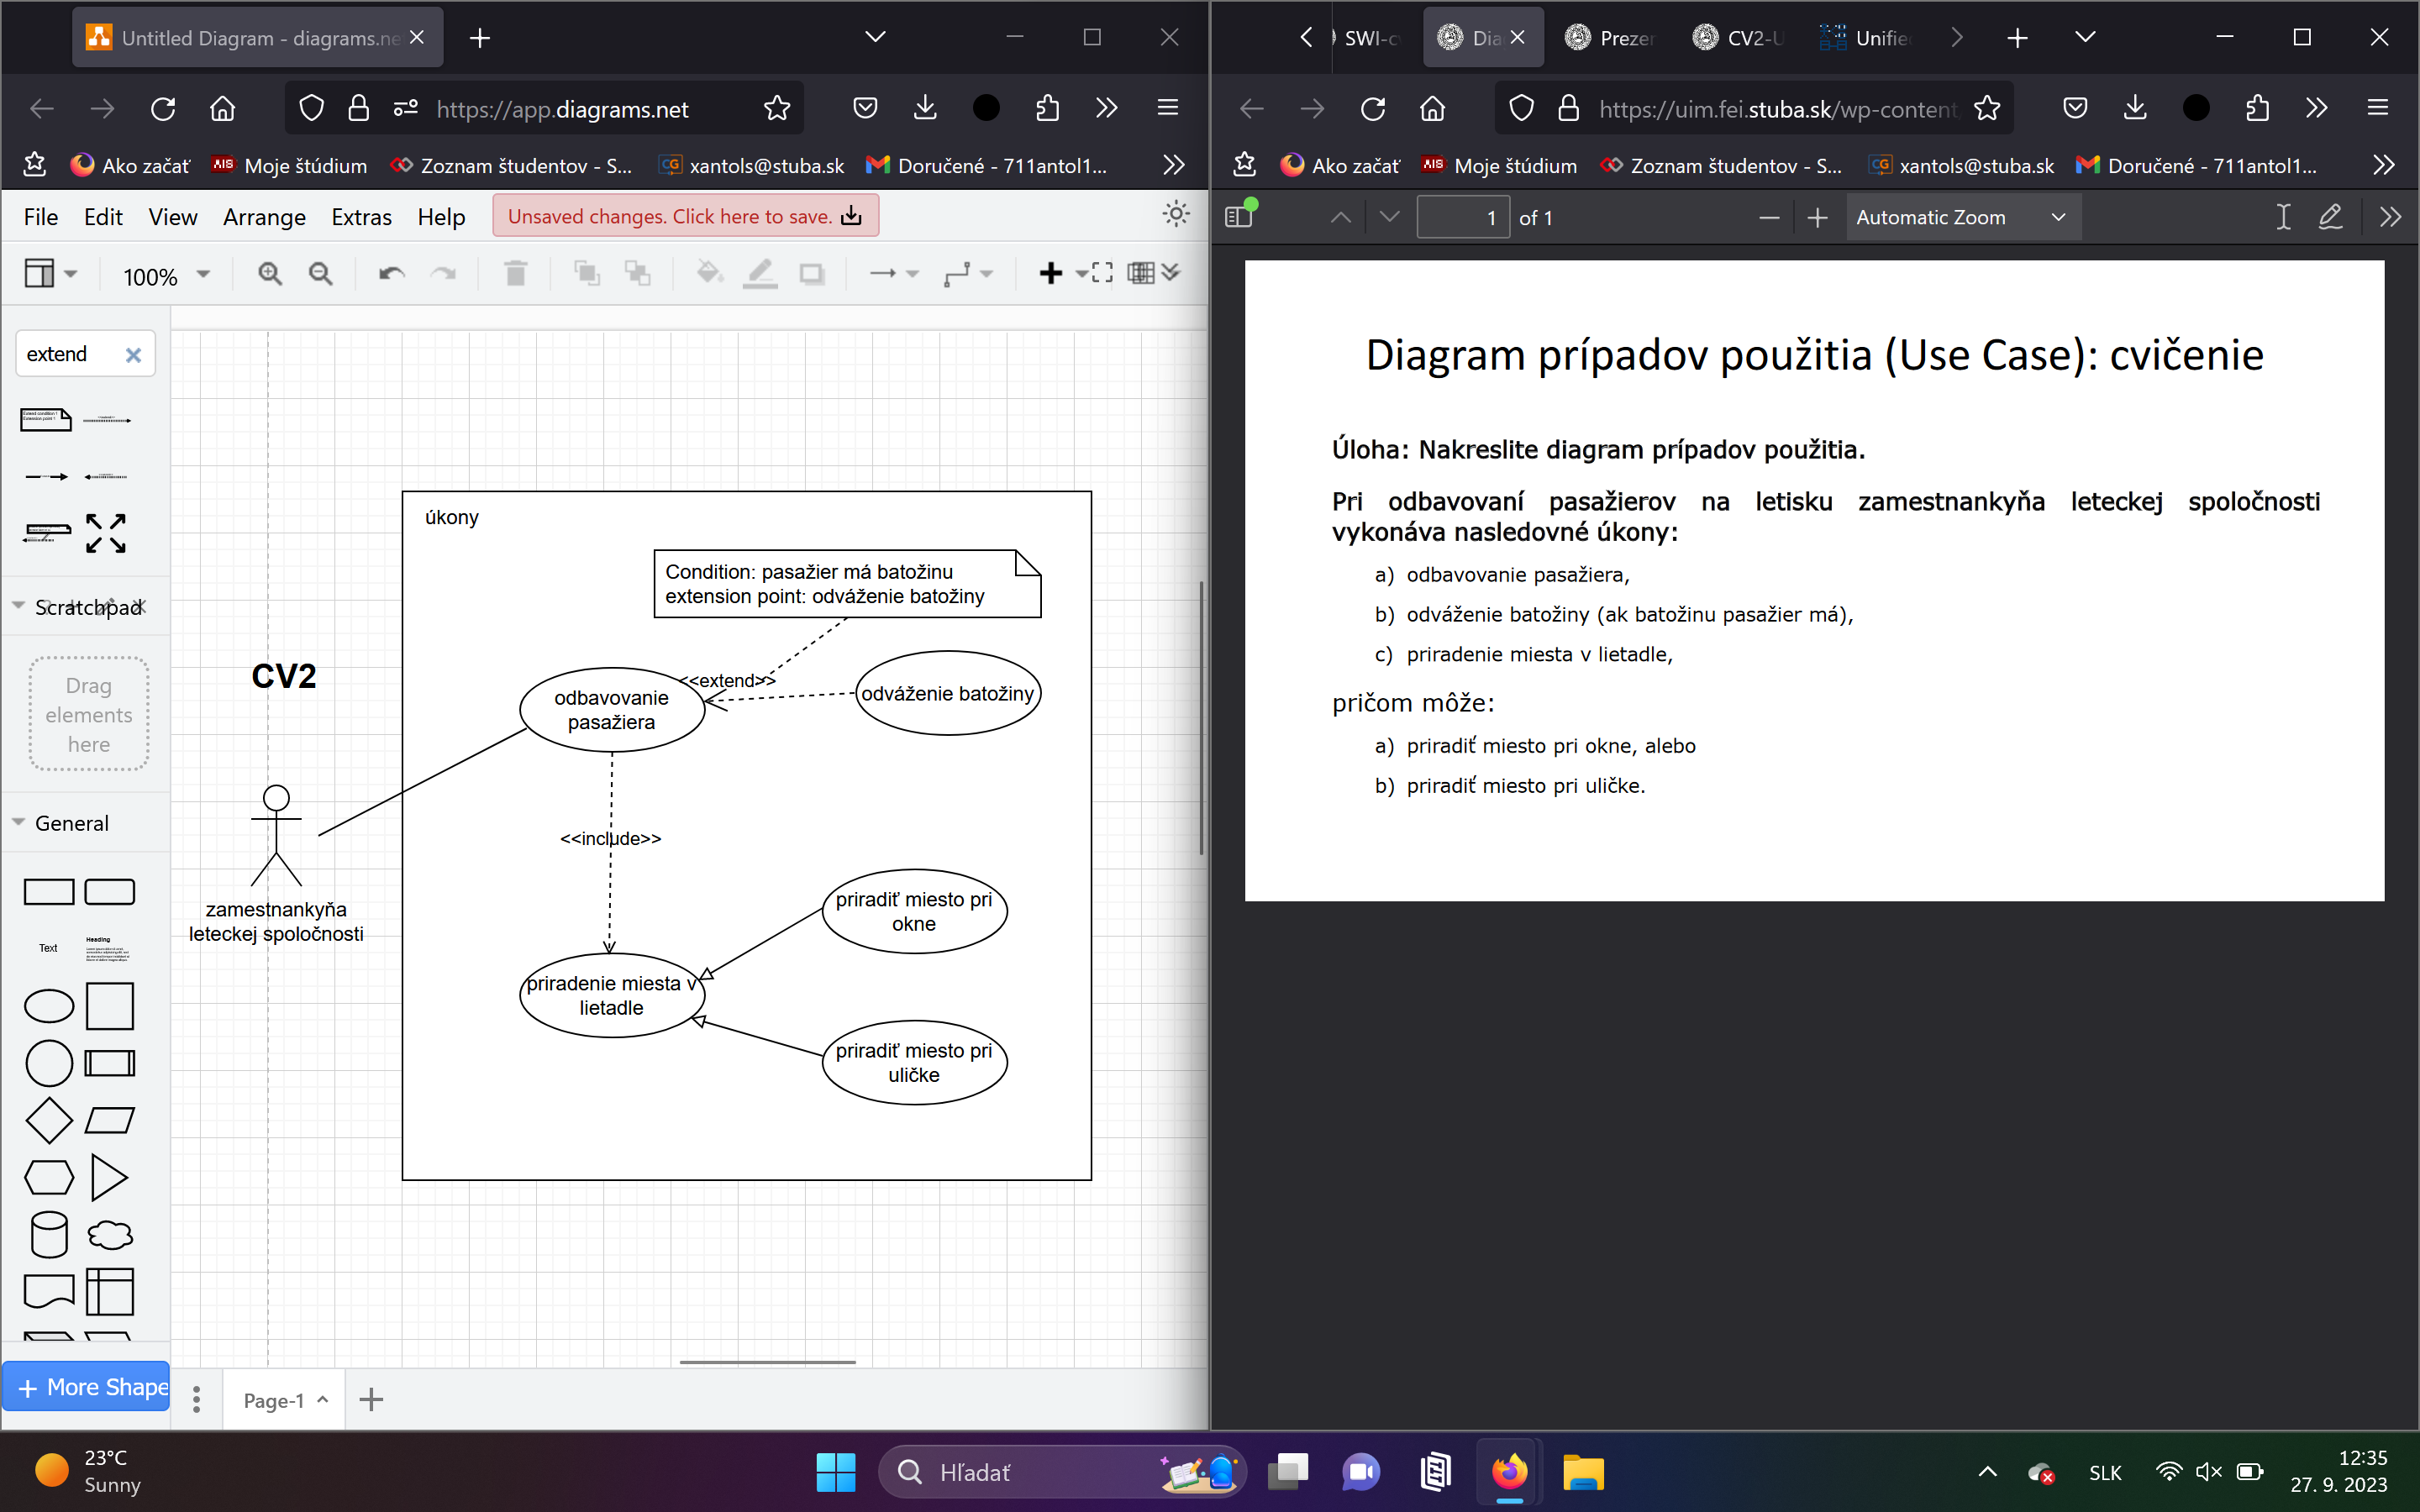 Untitled Diagram - diagrams.ne
https://app.diagrams.net
Ako začať
Moje štúdium
Zoznam študentov - S...
xantols@stuba.sk
Doručené - 711antol1...
File Edit View Arrange Extras Help
Unsaved changes. Click here to save.
100%
extend
Scratchpad
Drag
elements
here
General
Text
Heading
+ More Shape
Page-1
CV2
zamestnankyňa
leteckej spoločnosti
úkony
Condition: pasažier má batožinu
extension point: odváženie batožiny
<<extend>>
odbavovanie
pasažiera
odváženie batožiny
<<include>>
priradiť miesto pri
okne
priradenie miesta v
lietadle
priradiť miesto pri
uličke
SWI-c
Dia
Prezer
CV2-U
Unifie
https://uim.fei.stuba.sk/wp-content
Ako začať
Moje štúdium
Zoznam študentov - S...
xantols@stuba.sk
Doručené - 711antol1...
1 of 1
Automatic Zoom
Diagram prípadov použitia (Use Case): cvičenie
Úloha: Nakreslite diagram prípadov použitia.
Pri odbavovaní pasažierov na letisku zamestnankyňa leteckej spoločnosti
vykonáva nasledovné úkony:
a) odbavovanie pasažiera,
b) odváženie batožiny (ak batožinu pasažier má),
c) priradenie miesta v lietadle,
pričom môže:
a) priradiť miesto pri okne, alebo
b) priradiť miesto pri uličke.
23°C
Sunny
Hľadať
SLK
12:35
27. 9. 2023